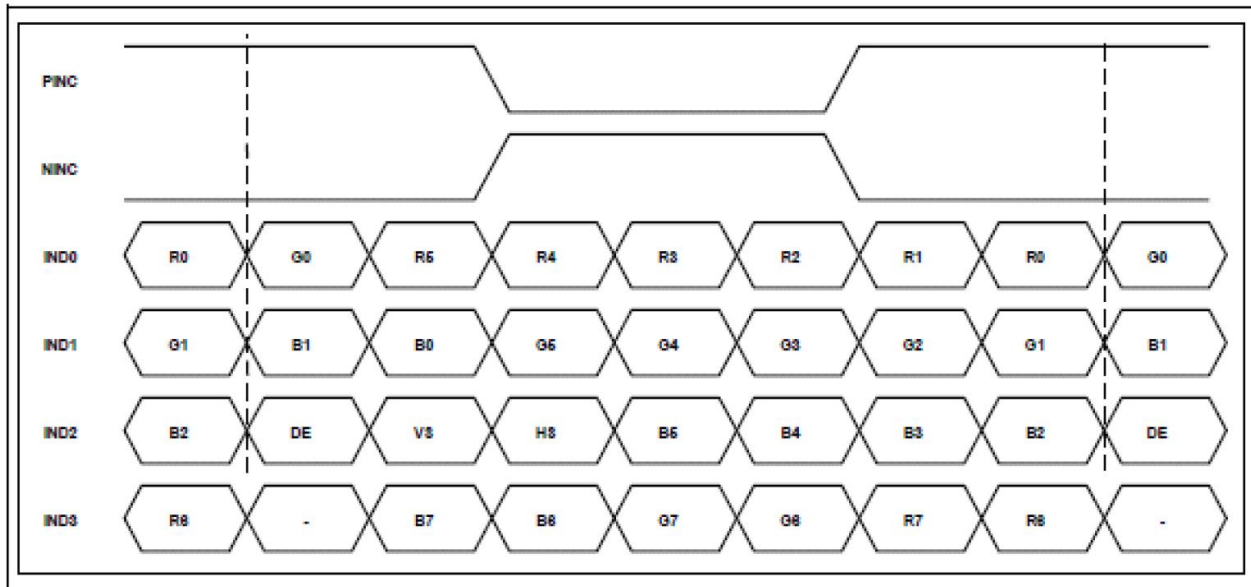 PINC
NINC
IND0 R0 G0 R5 R4 R3 R2 R1 R0 G0
IND1 G1 B1 B0 G5 G4 G3 G2 G1 B1
IND2 B2 DE VS HS B5 B4 B3 B2 DE
IND3 R6 - B7 B6 G7 G6 R7 R6 -